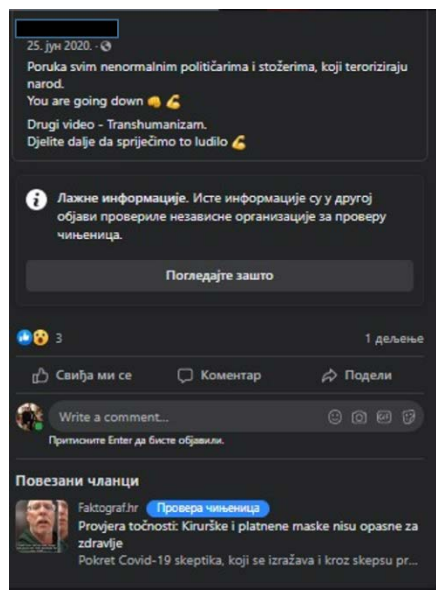 25. јун 2020. ·
Poruka svim nenormalnim političarima i stožerima, koji teroriziraju
narod.
You are going down 👊 💪
Drugi video - Transhumanizam.
Djelite dalje da spriječimo to ludilo 💪
Лажне информације. Исте информације су у другој
објави провериле независне организације за проверу
чињеница.
Погледајте зашто
3
1 дељење
Свиђа ми се
Коментар
Подели
Write a comment...
GIF
Притисните Enter да бисте објавили.
Повезани чланци
Faktograf.hr
Провера чињеница
Provjera točnosti: Kirurške i platnene maske nisu opasne za
zdravlje
Pokret Covid-19 skeptika, koji se izražava i kroz skepsu pr...